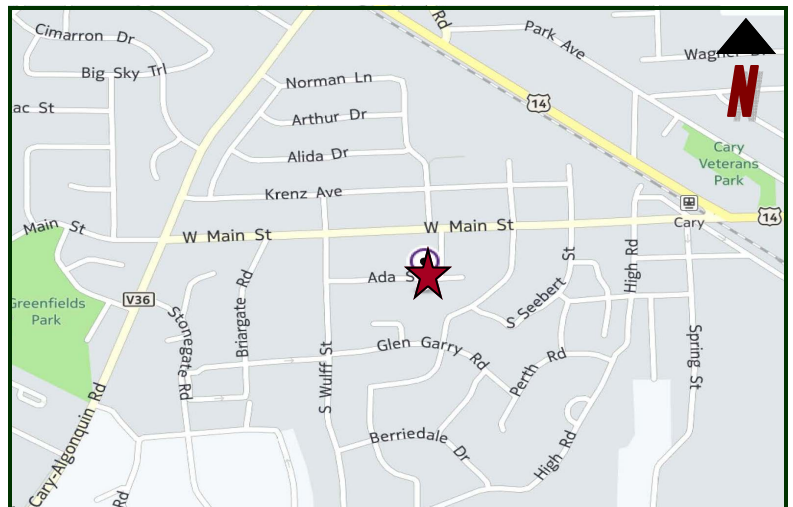 Rd
Park Ave
Cimarron Dr
Wagner D
Big Sky Trl
Norman Ln
N
14
ac St
Arthur Dr
Alida Dr
Cary
Veterans
Park
Krenz Ave
14
Main St
W Main St
W Main St
Cary
Ada S
High Rd
V36
Greenfields
Park
S Seebert St
Briargate Rd
Stonegate Rd
S Wulff St
Glen Garry Rd
Perth Rd
Spring St
Cary-Algonquin Rd
Berriedale Dr
High Rd
Rd